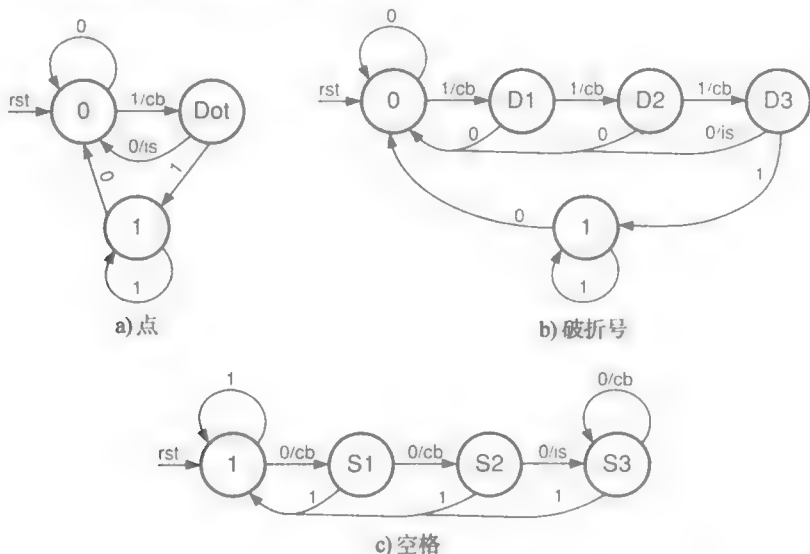 0
rst
0
1/cb
Dot
0/is
0
1
1
1
a) 点
0
rst
0
1/cb
D1
1/cb
D2
1/cb
D3
0
0
0/is
1
0
1
1
b) 破折号
1
0/cb
rst
1
0/cb
S1
0/cb
S2
0/is
S3
1
1
1
c) 空格